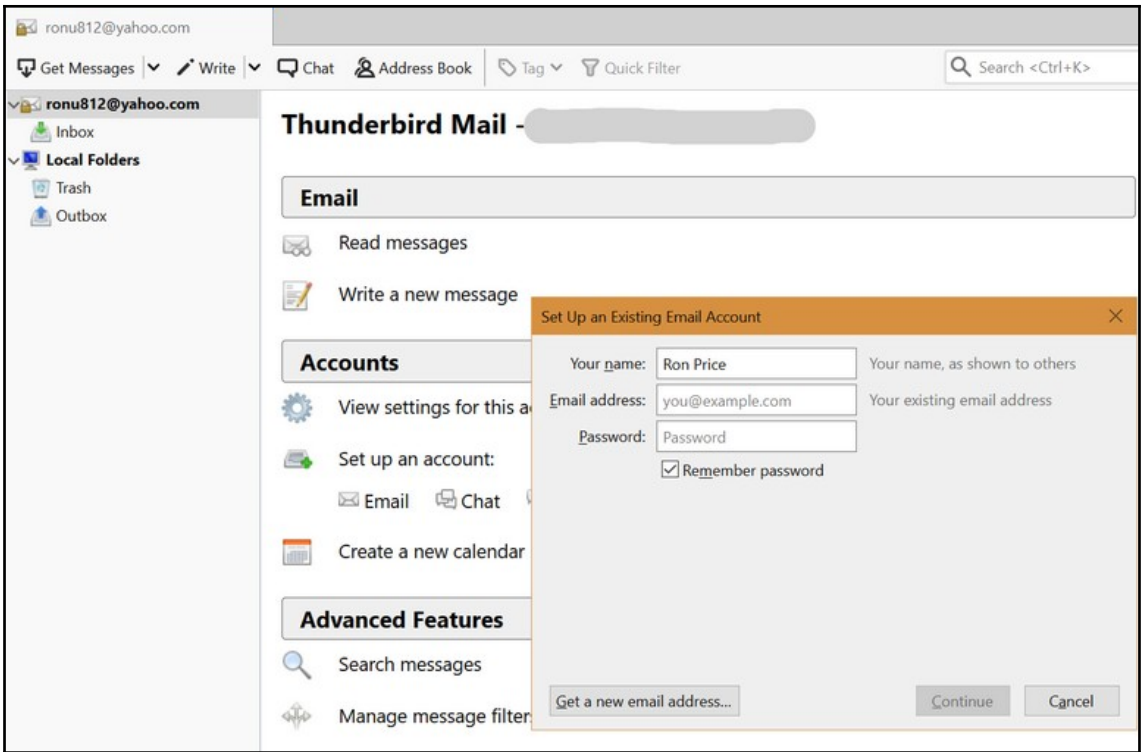 ronu812@yahoo.com
Get Messages Write Chat Address Book Tag Quick Filter Search <Ctrl+K>
ronu812@yahoo.com
Inbox
Local Folders
Trash
Outbox
Thunderbird Mail -
Email
Read messages
Write a new message
Accounts
View settings for this a
Set up an account:
Email Chat
Create a new calendar
Advanced Features
Search messages
Manage message filter
Set Up an Existing Email Account
Your name: Ron Price Your name, as shown to others
Email address: you@example.com Your existing email address
Password: Password
Remember password
Get a new email address... Continue Cancel